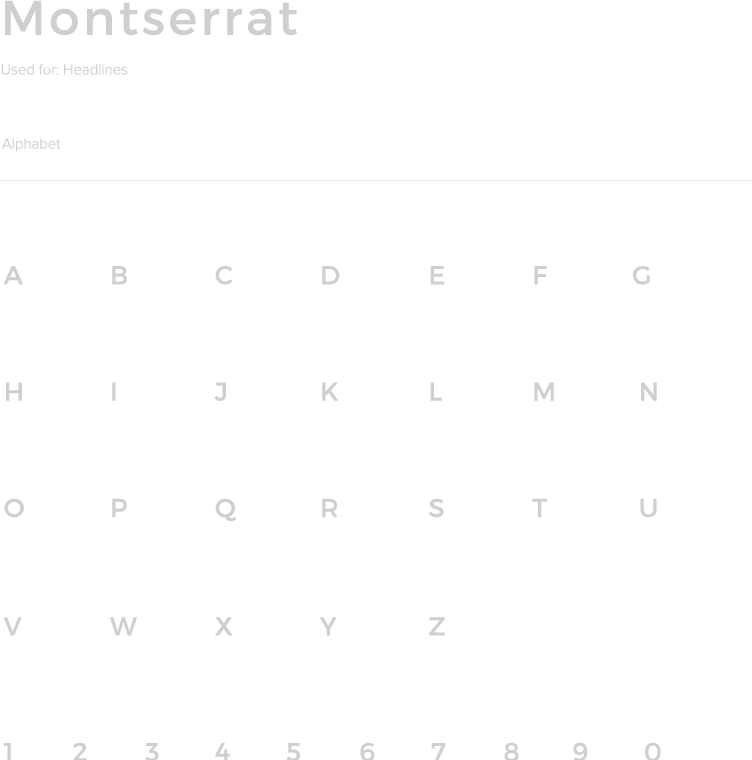 Montserrat
Used for: Headlines
Alphabet
A B C D E F G
H I J K L M N
O P Q R S T U
V W X Y Z
1 2 3 4 5 6 7 8 9 0